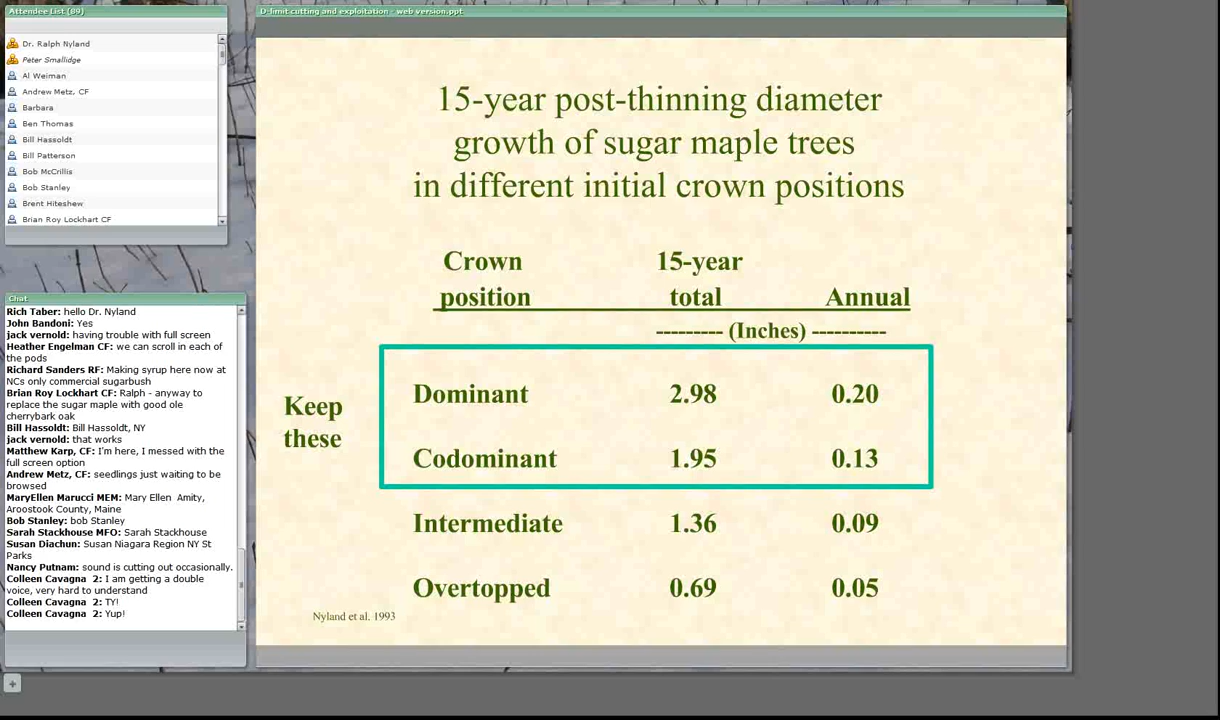 Attendee List (89)
Dr. Ralph Nyland
Peter Smallidge
Al Weiman
Andrew Metz, CF
Barbara
Ben Thomas
Bill Hassoldt
Bill Patterson
Bob McCrillis
Bob Stanley
Brent Hiteshew
Brian Roy Lockhart CF
Chat
Rich Taber: hello Dr. Nyland
John Bandoni: Yes
jack vernold: having trouble with full screen
Heather Engelman CF: we can scroll in each of
the pods
Richard Sanders RF: Making syrup here now at
NCs only commercial sugarbush
Brian Roy Lockhart CF: Ralph - anyway to
replace the sugar maple with good ole
cherrybark oak
Bill Hassoldt: Bill Hassoldt, NY
jack vernold: that works
Matthew Karp, CF: I'm here, I messed with the
full screen option
Andrew Metz, CF: seedlings just waiting to be
browsed
MaryEllen Marucci MEM: Mary Ellen  Amity,
Aroostook County, Maine
Bob Stanley: bob Stanley
Sarah Stackhouse MFO: Sarah Stackhouse
Susan Diachun: Susan Niagara Region NY St
Parks
Nancy Putnam: sound is cutting out occasionally.
Colleen Cavagna  2: I am getting a double
voice, very hard to understand
Colleen Cavagna  2: TY!
Colleen Cavagna  2: Yup!
D-limit cutting and exploitation - web version.ppt
15-year post-thinning diameter
growth of sugar maple trees
in different initial crown positions
Crown 15-year
position total Annual
--------- (Inches) ----------
Keep
these
Dominant 2.98 0.20
Codominant 1.95 0.13
Intermediate 1.36 0.09
Overtopped 0.69 0.05
Nyland et al. 1993